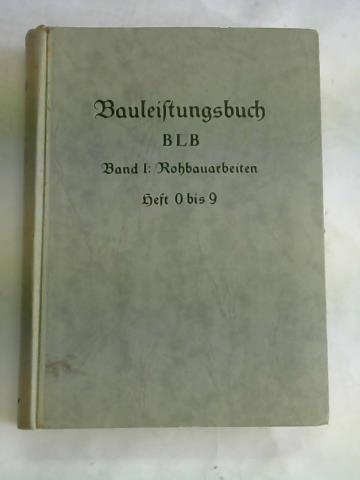 Bauleiſtungsbuch
BLB
Band I: Rohbauarbeiten
Heft 0 bis 9